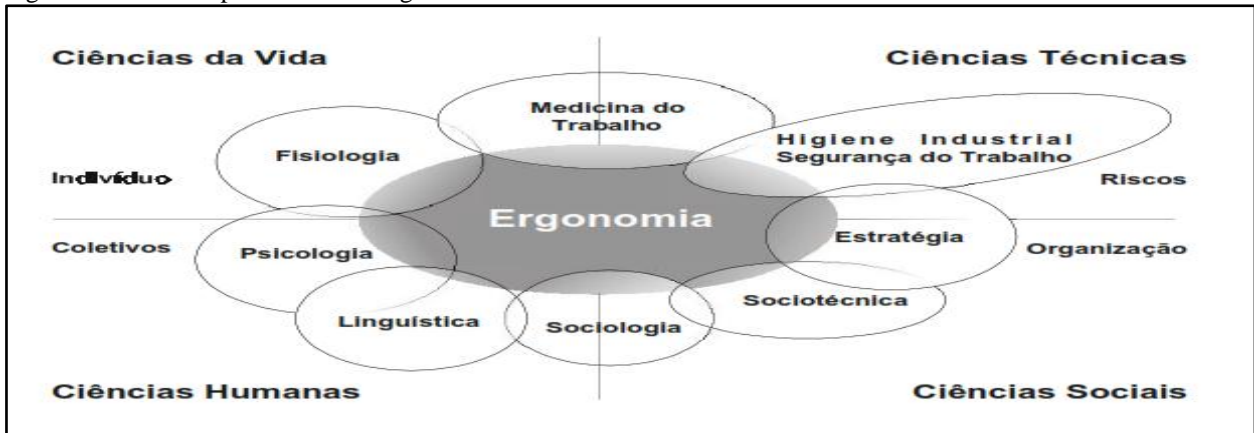 Ciências da Vida
Ciências Técnicas
Medicina do
Trabalho
Higiene Industrial
Segurança do Trabalho
Fisiologia
Indivíduo
Riscos
Ergonomia
Coletivos
Psicologia
Estratégia
Organização
Linguística
Sociologia
Sociotécnica
Ciências Humanas
Ciências Sociais